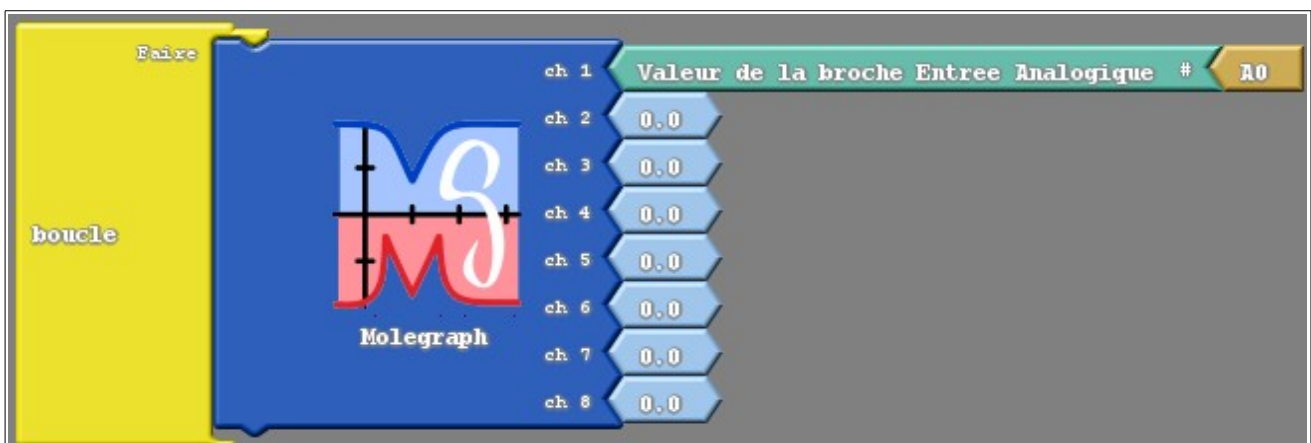 Faire
ch 1 Valeur de la broche Entree Analogique # A0
ch 2 0.0
ch 3 0.0
ch 4 0.0
boucle
ch 5 0.0
ch 6 0.0
Molegraph
ch 7 0.0
ch 8 0.0